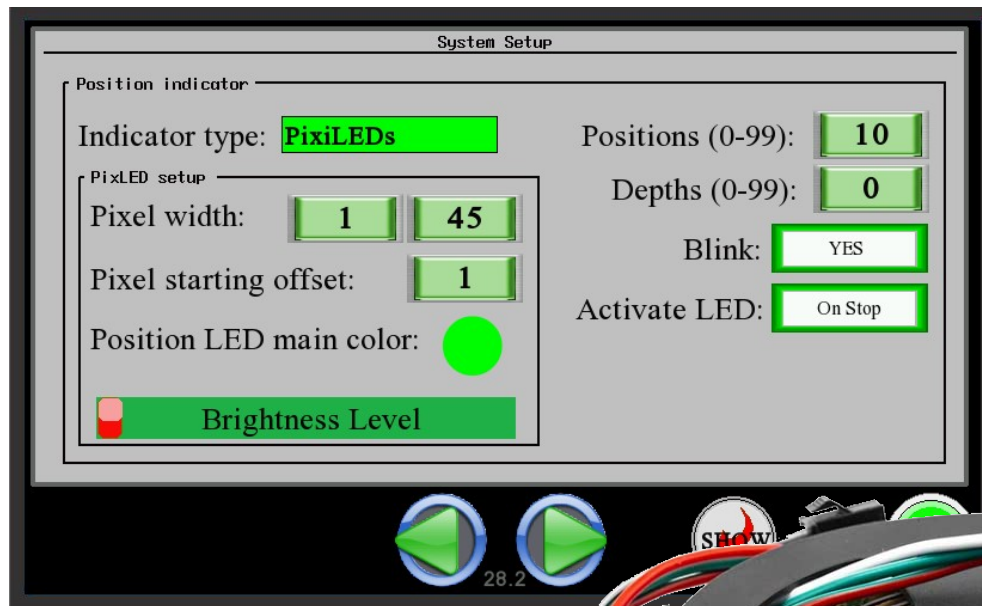 System Setup
Position indicator
Indicator type: PixiLEDs
Positions (0-99): 10
PixLED setup
Depths (0-99): 0
Pixel width: 1 45
Blink: YES
Pixel starting offset: 1
Activate LED: On Stop
Position LED main color:
Brightness Level
SHOW
28.2